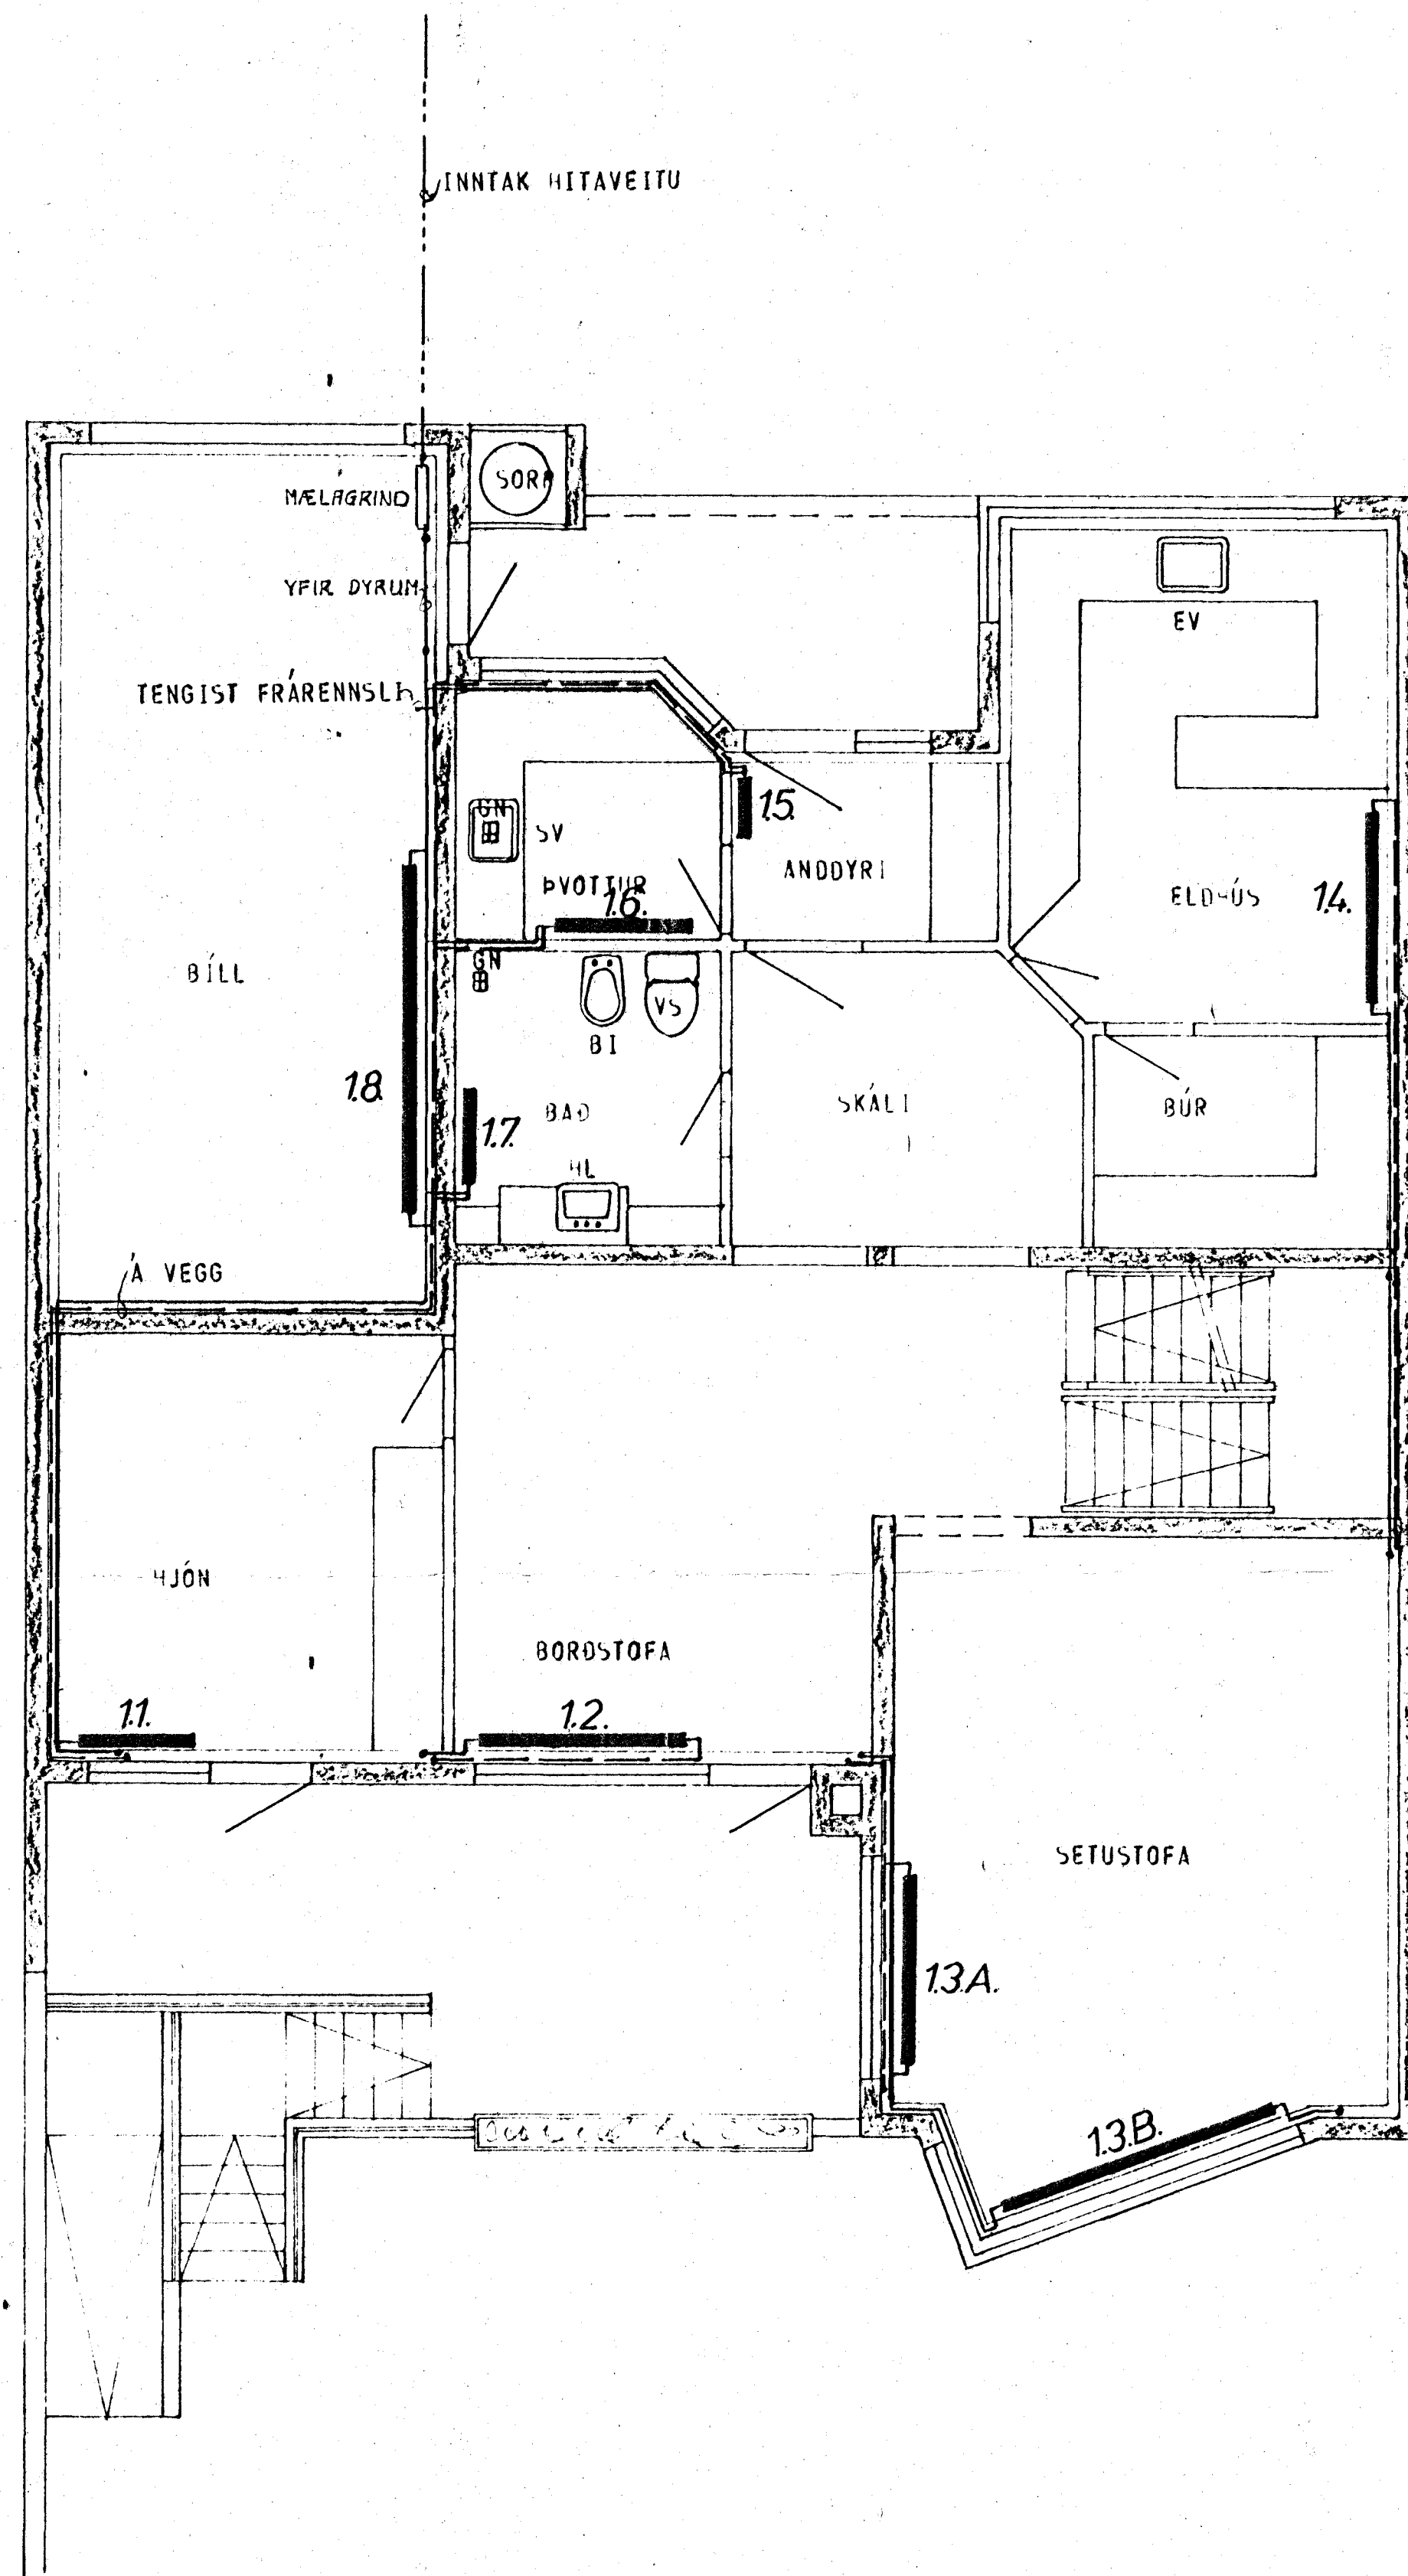 INNTAK HITAVEITU
SORP
MÆLAGRIND
YFIR DYRUM
EV
TENGIST FRÁRENNSLI
GN
SV
1.5.
ÞVOTTUR
ANDDYRI
1.6.
ELDHÚS
1.4.
BÍLL
GN
VS
BI
1.8.
BAÐ
SKÁLI
BÚR
1.7.
HL
Á VEGG
HJÓN
BORÐSTOFA
1.1.
1.2.
SETUSTOFA
1.3.A.
1.3.B.